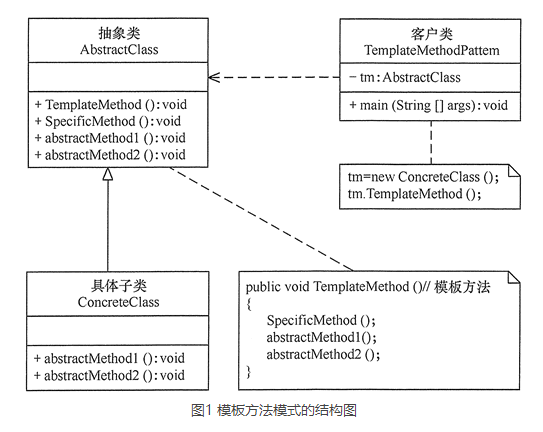 抽象类
AbstractClass
+ TemplateMethod ():void
+ SpecificMethod ():void
+ abstractMethod1 ():void
+ abstractMethod2 ():void
客户类
TemplateMethodPattem
- tm:AbstractClass
+ main (String [] args):void
tm=new ConcreteClass ();
tm.TemplateMethod ();
具体子类
ConcreteClass
+ abstractMethod1 ():void
+ abstractMethod2 ():void
public void TemplateMethod ()// 模板方法
{
SpecificMethod ();
abstractMethod1();
abstractMethod2 ();
}
图1 模板方法模式的结构图